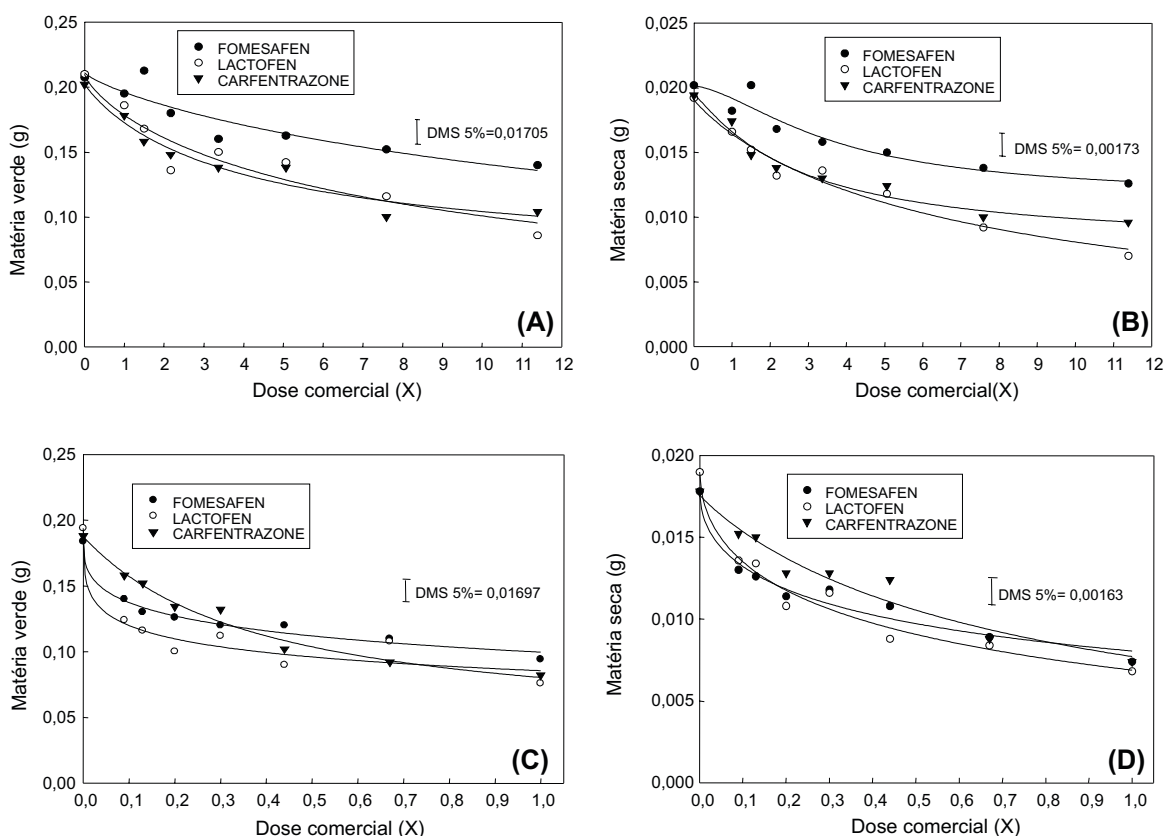 0,25
0,20
0,15
0,10
0,05
0,00
Matéria verde (g)
FOMESAFEN
LACTOFEN
CARFENTRAZONE
DMS 5%=0,01705
(A)
0 1 2 3 4 5 6 7 8 9 10 11 12
Dose comercial (X)
0,025
0,020
0,015
0,010
0,005
0,000
Matéria seca (g)
FOMESAFEN
LACTOFEN
CARFENTRAZONE
DMS 5%= 0,00173
(B)
0 1 2 3 4 5 6 7 8 9 10 11 12
Dose comercial(X)
0,25
0,20
0,15
0,10
0,05
0,00
Matéria verde (g)
FOMESAFEN
LACTOFEN
CARFENTRAZONE
DMS 5%= 0,01697
(C)
0,0 0,1 0,2 0,3 0,4 0,5 0,6 0,7 0,8 0,9 1,0
Dose comercial (X)
0,020
0,015
0,010
0,005
0,000
Matéria seca (g)
FOMESAFEN
LACTOFEN
CARFENTRAZONE
DMS 5%= 0,00163
(D)
0,0 0,1 0,2 0,3 0,4 0,5 0,6 0,7 0,8 0,9 1,0
Dose comercial (X)